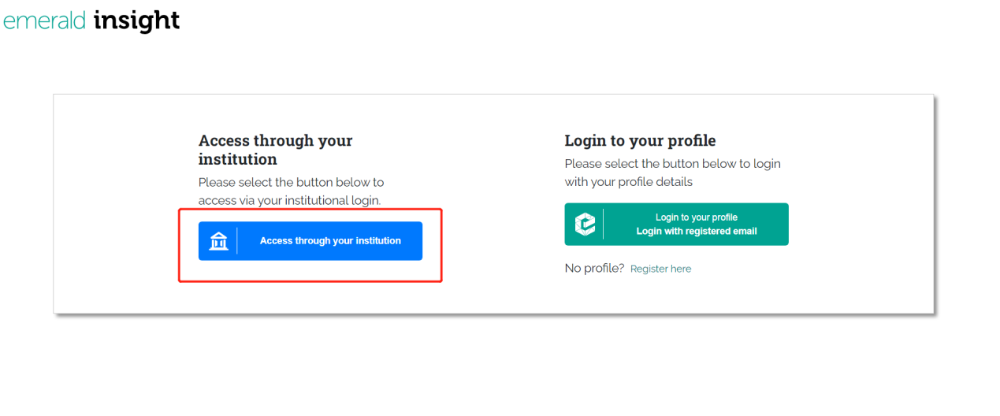 emerald insight
Access through your
institution
Please select the button below to
access via your institutional login.
Access through your institution
Login to your profile
Please select the button below to login
with your profile details
Login to your profile
Login with registered email
No profile? Register here